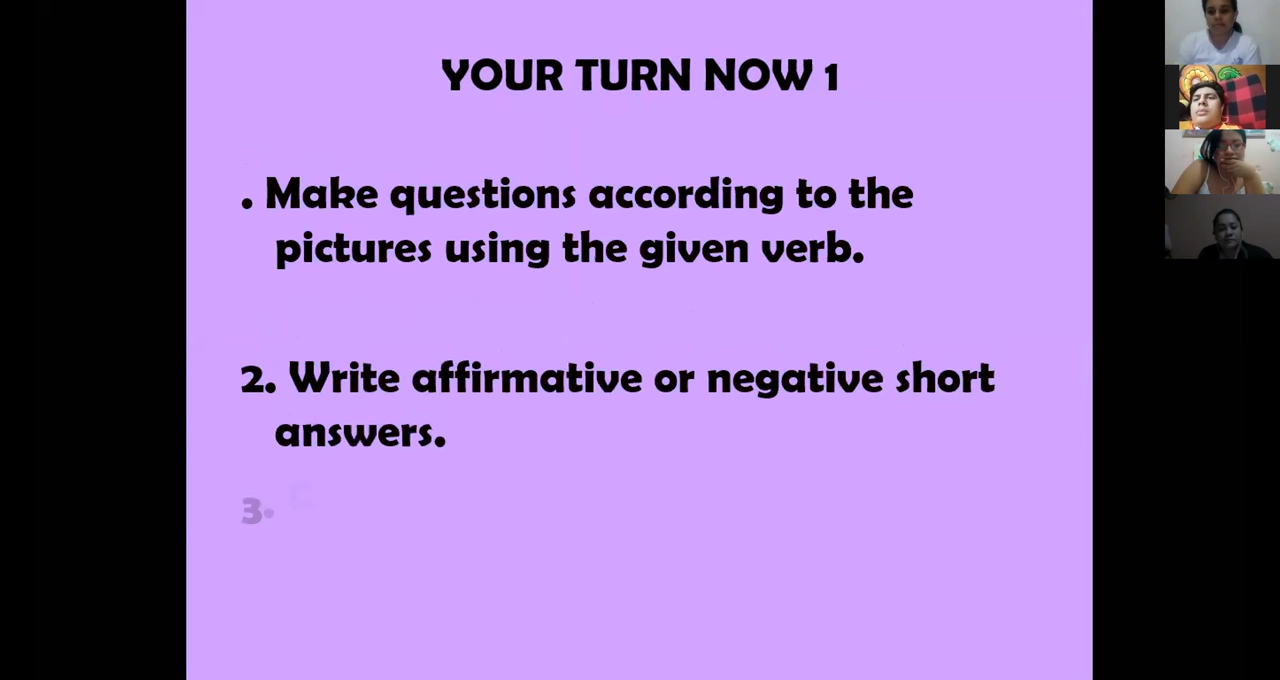 YOUR TURN NOW 1
. Make questions according to the
pictures using the given verb.
2. Write affirmative or negative short
answers.
3.